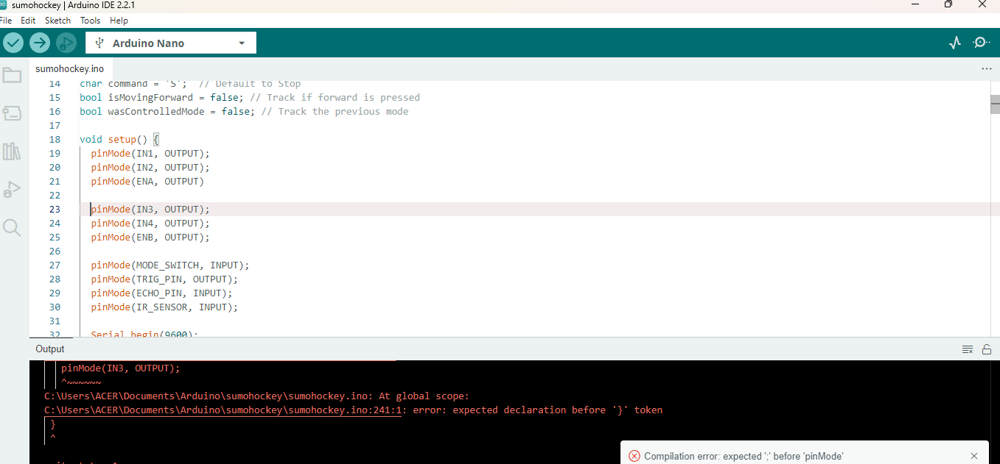 sumohockey | Arduino IDE 2.2.1
File Edit Sketch Tools Help
Arduino Nano
sumohockey.ino
14 char command = 'S'; // Default to Stop
15 bool isMovingForward = false; // Track if forward is pressed
16 bool wasControlledMode = false; // Track the previous mode
17
18 void setup() {
19 pinMode(IN1, OUTPUT);
20 pinMode(IN2, OUTPUT);
21 pinMode(ENA, OUTPUT)
22
23 pinMode(IN3, OUTPUT);
24 pinMode(IN4, OUTPUT);
25 pinMode(ENB, OUTPUT);
26
27 pinMode(MODE_SWITCH, INPUT);
28 pinMode(TRIG_PIN, OUTPUT);
29 pinMode(ECHO_PIN, INPUT);
30 pinMode(IR_SENSOR, INPUT);
31
32 Serial.begin(9600);
Output
pinMode(IN3, OUTPUT);
^~~~~~~
C:\Users\ACER\Documents\Arduino\sumohockey\sumohockey.ino: At global scope:
C:\Users\ACER\Documents\Arduino\sumohockey\sumohockey.ino:241:1: error: expected declaration before '}' token
}
^
Compilation error: expected ';' before 'pinMode'